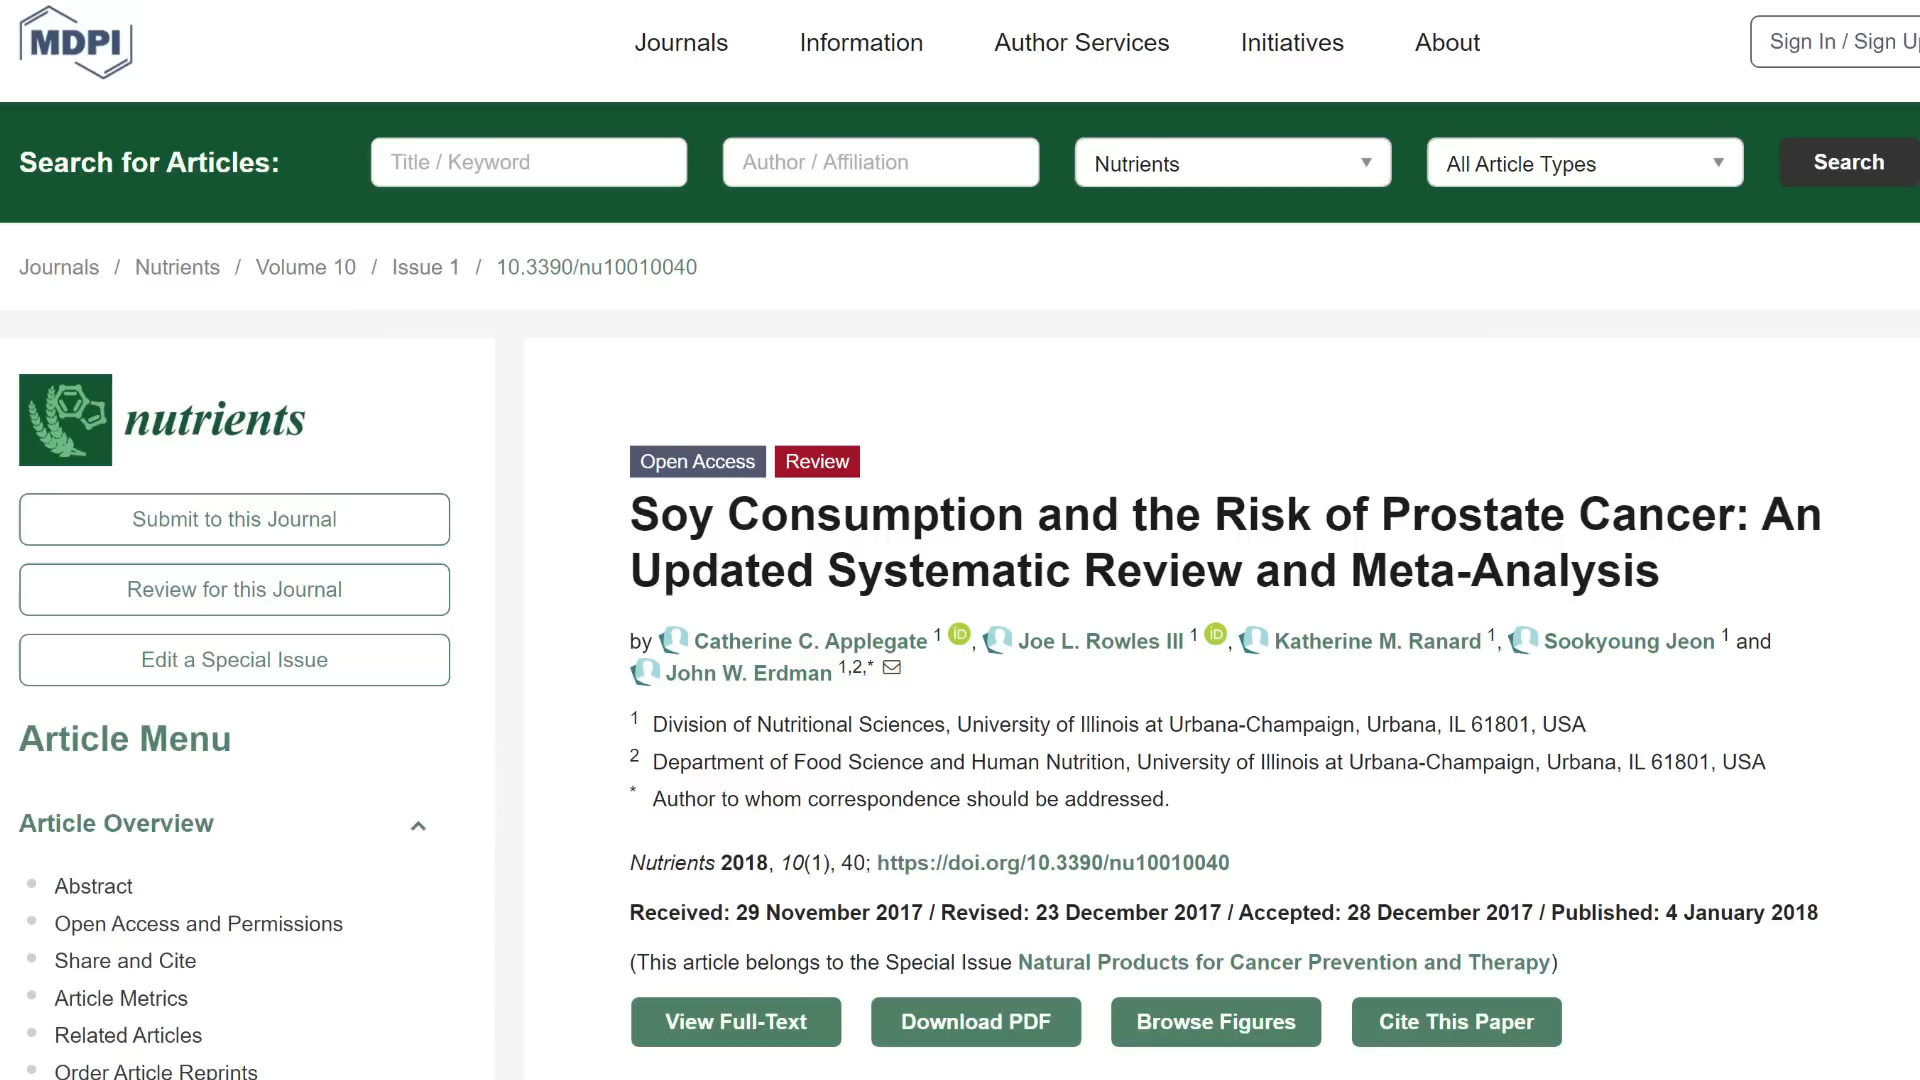 MDPI
Journals Information Author Services Initiatives About Sign In / Sign U
Search for Articles: Title / Keyword Author / Affiliation Nutrients All Article Types Search
Journals / Nutrients / Volume 10 / Issue 1 / 10.3390/nu10010040
nutrients
Submit to this Journal
Review for this Journal
Edit a Special Issue
Article Menu
Article Overview
Abstract
Open Access and Permissions
Share and Cite
Article Metrics
Related Articles
Order Article Reprints
Open Access Review
Soy Consumption and the Risk of Prostate Cancer: An
Updated Systematic Review and Meta-Analysis
by Catherine C. Applegate 1 iD, Joe L. Rowles III 1 iD, Katherine M. Ranard 1, Sookyoung Jeon 1 and
John W. Erdman 1,2,*
1 Division of Nutritional Sciences, University of Illinois at Urbana-Champaign, Urbana, IL 61801, USA
2 Department of Food Science and Human Nutrition, University of Illinois at Urbana-Champaign, Urbana, IL 61801, USA
* Author to whom correspondence should be addressed.
Nutrients 2018, 10(1), 40; https://doi.org/10.3390/nu10010040
Received: 29 November 2017 / Revised: 23 December 2017 / Accepted: 28 December 2017 / Published: 4 January 2018
(This article belongs to the Special Issue Natural Products for Cancer Prevention and Therapy)
View Full-Text Download PDF Browse Figures Cite This Paper